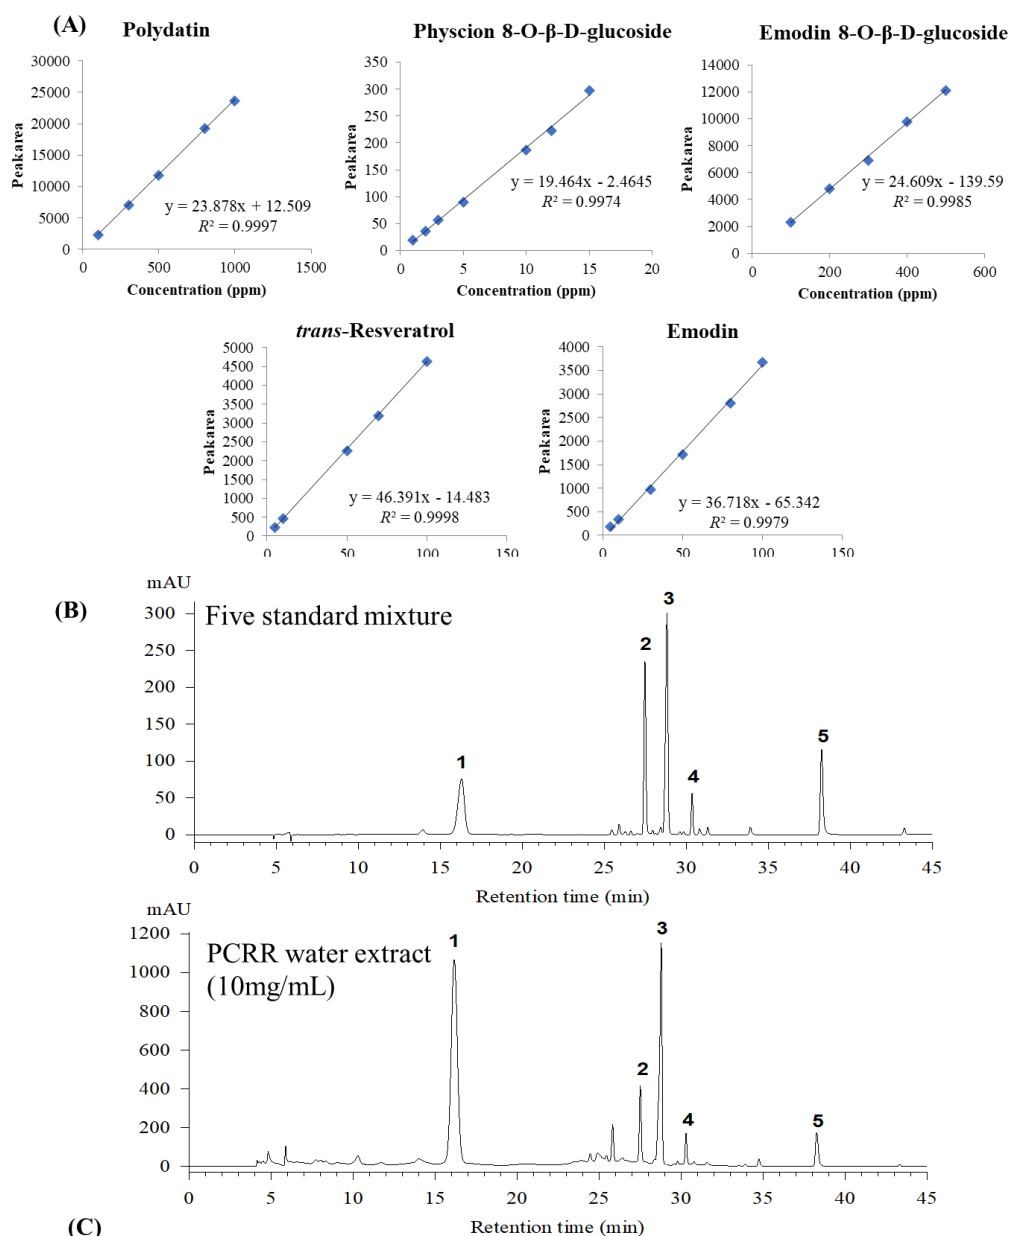 (A)
Polydatin
30000
25000
20000
15000
10000
5000
0
0 500 1000 1500
Peakarea
Concentration (ppm)
y = 23.878x + 12.509
R² = 0.9997
Physcion 8-O-β-D-glucoside
350
300
250
200
150
100
50
0
0 5 10 15 20
Peakarea
Concentration (ppm)
y = 19.464x - 2.4645
R² = 0.9974
Emodin 8-O-β-D-glucoside
14000
12000
10000
8000
6000
4000
2000
0
0 200 400 600
Peakarea
Concentration (ppm)
y = 24.609x - 139.59
R² = 0.9985
trans-Resveratrol
5000
4500
4000
3500
3000
2500
2000
1500
1000
500
0
0 50 100 150
Peakarea
y = 46.391x - 14.483
R² = 0.9998
Emodin
4000
3500
3000
2500
2000
1500
1000
500
0
0 50 100 150
Peakarea
y = 36.718x - 65.342
R² = 0.9979
(B)
mAU
Five standard mixture
300
250
200
150
100
50
0
1 2 3 4 5
0 5 10 15 20 25 30 35 40 45
Retention time (min)
mAU
PCRR water extract
(10mg/mL)
1200
1000
800
600
400
200
0
1 2 3 4 5
0 5 10 15 20 25 30 35 40 45
Retention time (min)
(C)